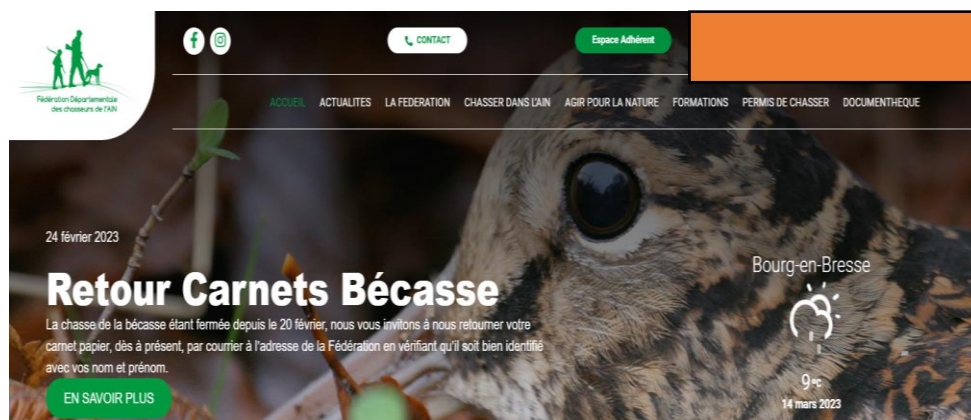 CONTACT
Espace Adhérent
Fédération Départementale
des chasseurs de l'AIN
ACCUEIL ACTUALITES LA FEDERATION CHASSER DANS L'AIN AGIR POUR LA NATURE FORMATIONS PERMIS DE CHASSER DOCUMENTHEQUE
24 février 2023
Retour Carnets Bécasse
La chasse de la bécasse étant fermée depuis le 20 février, nous vous invitons à nous retourner votre
carnet papier, dès à présent, par courrier à l'adresse de la Fédération en vérifiant qu'il soit bien identifié
avec vos nom et prénom.
EN SAVOIR PLUS
Bourg-en-Bresse
9°C
14 mars 2023